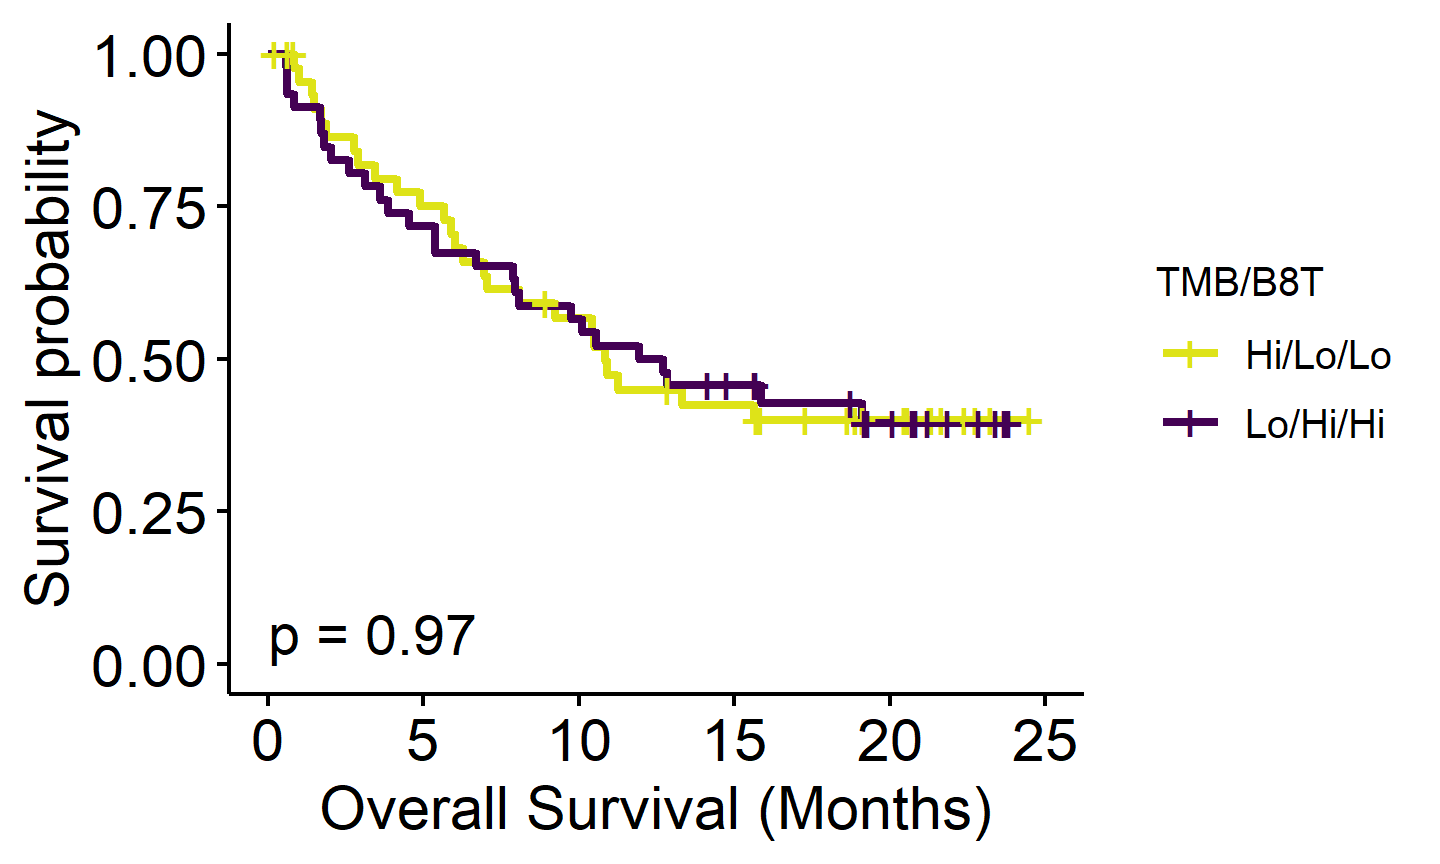 1.00
0.75
0.50
0.25
0.00
Survival probability
p = 0.97
0 5 10 15 20 25
Overall Survival (Months)
TMB/B8T
Hi/Lo/Lo
Lo/Hi/Hi